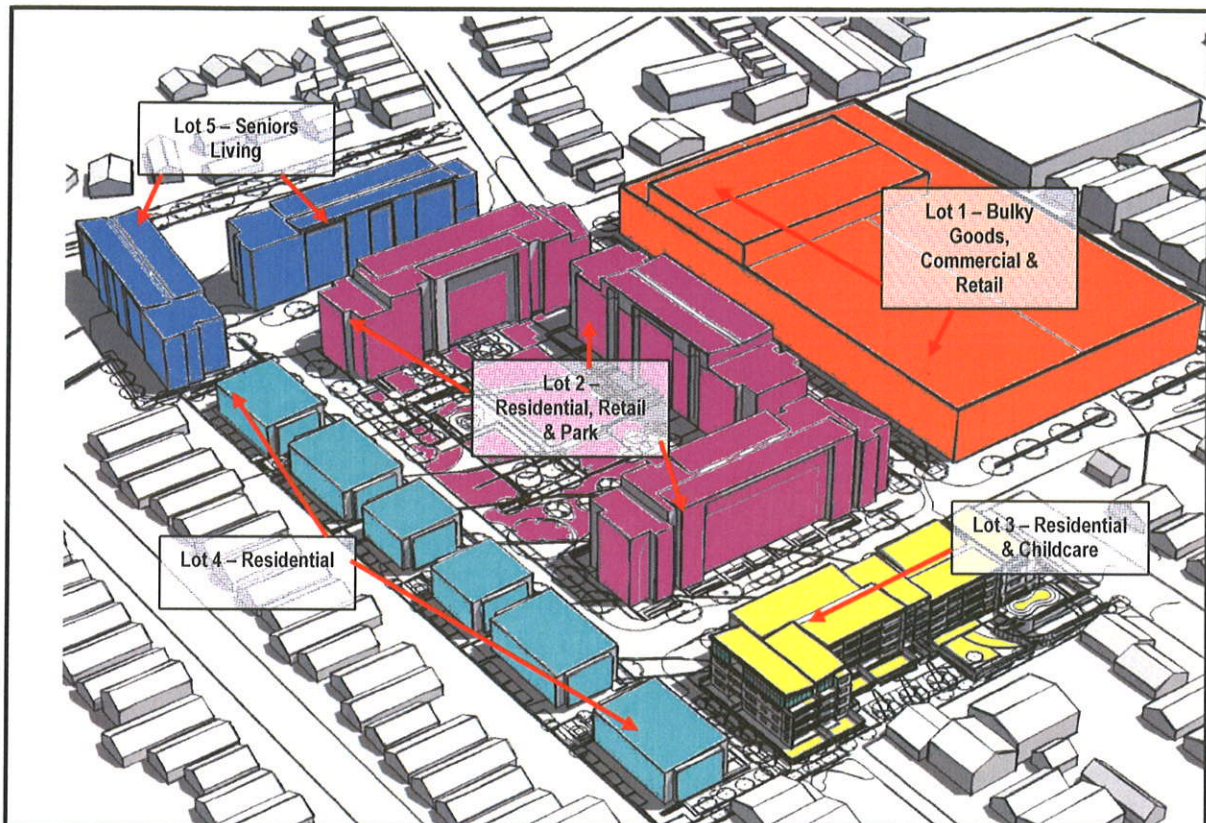 Lot 5 – Seniors
Living
Lot 1 – Bulky
Goods,
Commercial &
Retail
Lot 2 –
Residential, Retail
& Park
Lot 3 – Residential
& Childcare
Lot 4 – Residential